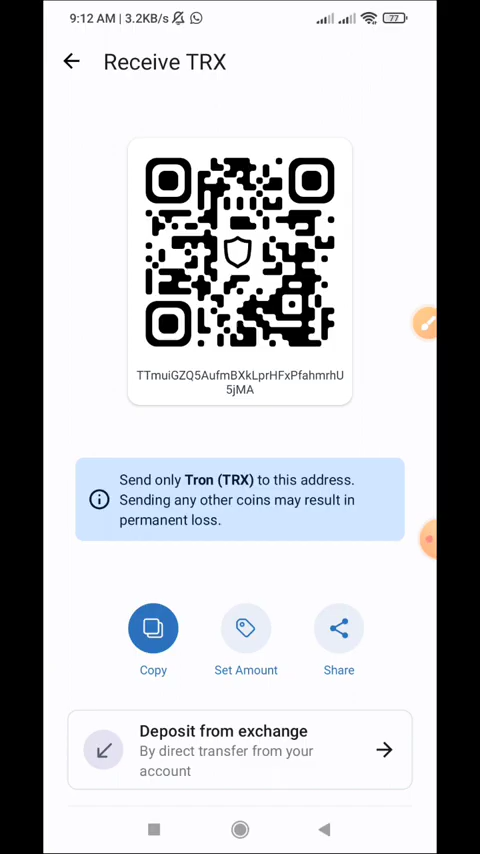 9:12 AM | 3.2KB/s
77
Receive TRX
TTmuiGZQ5AufmBXkLprHFxPfahmrhU
5jMA
Send only Tron (TRX) to this address.
Sending any other coins may result in
permanent loss.
Copy
Set Amount
Share
Deposit from exchange
By direct transfer from your
account